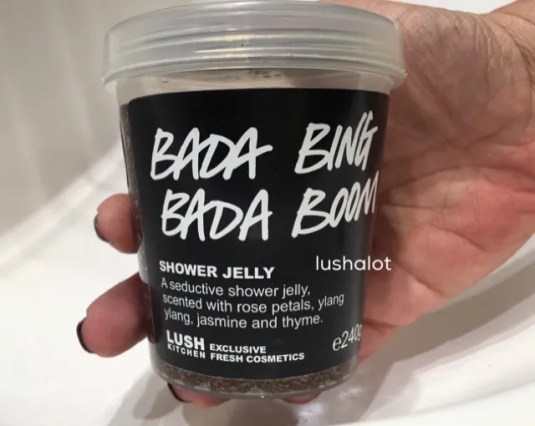 BADA BING
BADA BOOM
lushalot
SHOWER JELLY
A seductive shower jelly,
scented with rose petals, ylang
ylang, jasmine and thyme.
LUSH EXCLUSIVE
KITCHEN FRESH COSMETICS
e240g